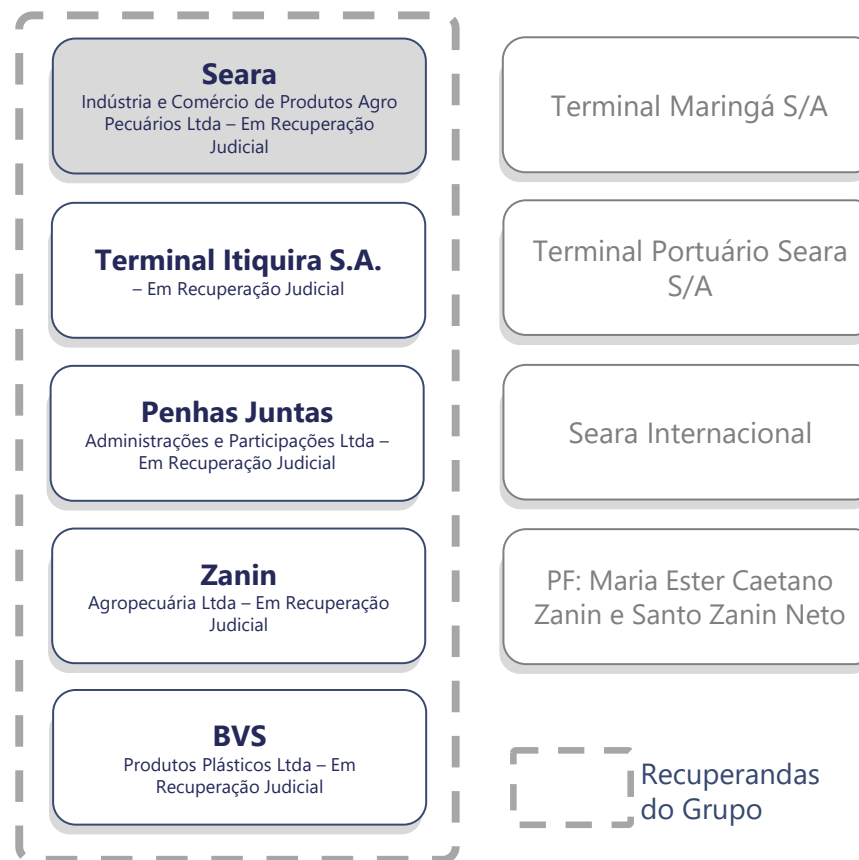 Seara
Indústria e Comércio de Produtos Agro
Pecuários Ltda – Em Recuperação
Judicial
Terminal Itiquira S.A.
– Em Recuperação Judicial
Penhas Juntas
Administrações e Participações Ltda –
Em Recuperação Judicial
Zanin
Agropecuária Ltda – Em Recuperação
Judicial
BVS
Produtos Plásticos Ltda – Em
Recuperação Judicial
Terminal Maringá S/A
Terminal Portuário Seara
S/A
Seara Internacional
PF: Maria Ester Caetano
Zanin e Santo Zanin Neto
Recuperandas
do Grupo